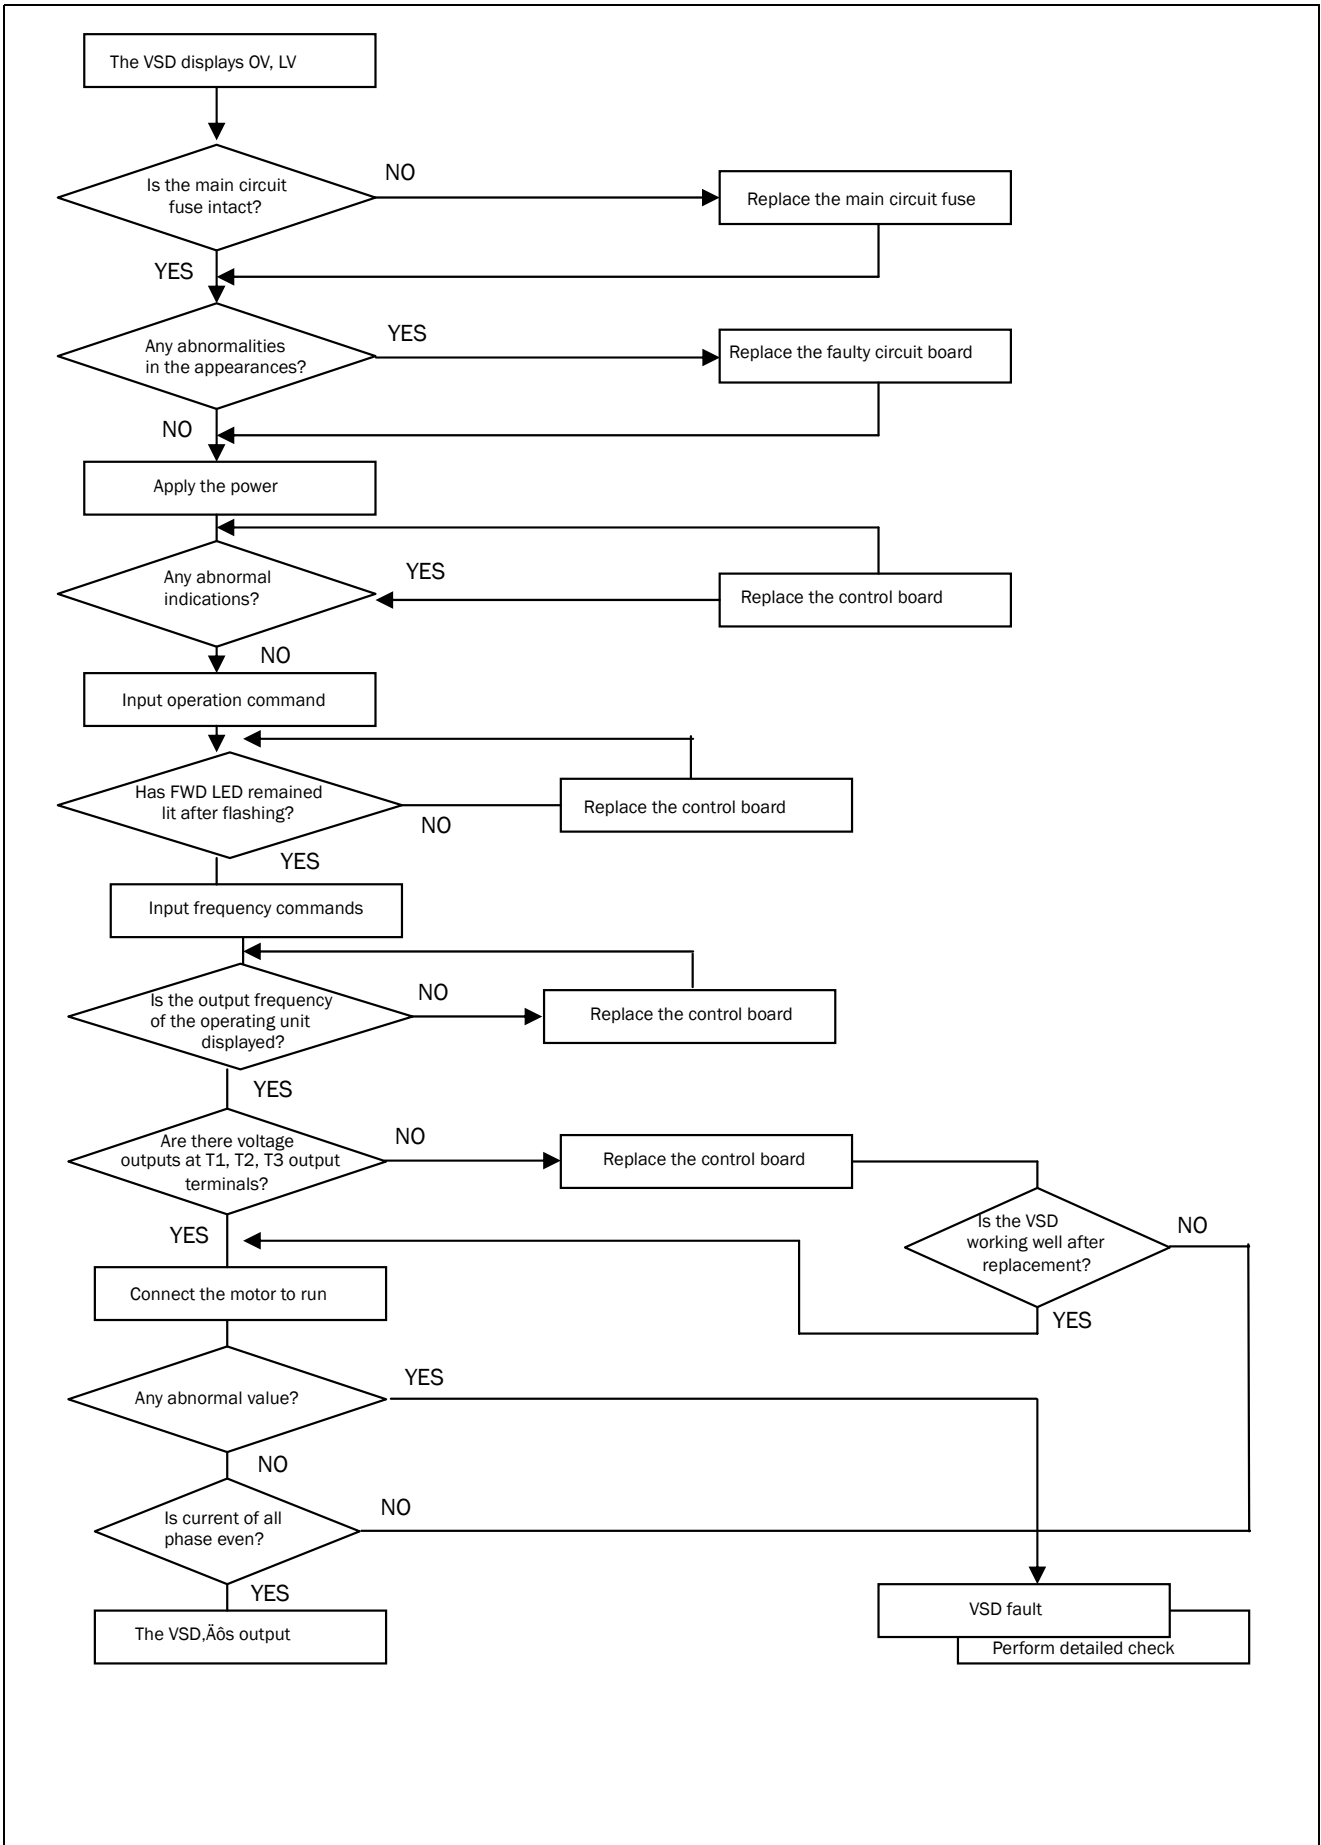 The VSD displays OV, LV
Is the main circuit
fuse intact?
NO
Replace the main circuit fuse
YES
Any abnormalities
in the appearances?
YES
Replace the faulty circuit board
NO
Apply the power
Any abnormal
indications?
YES
Replace the control board
NO
Input operation command
Has FWD LED remained
lit after flashing?
NO
Replace the control board
YES
Input frequency commands
Is the output frequency
of the operating unit
displayed?
NO
Replace the control board
YES
Are there voltage
outputs at T1, T2, T3 output
terminals?
NO
Replace the control board
Is the VSD
working well after
replacement?
NO
YES
YES
Connect the motor to run
Any abnormal value?
YES
NO
Is current of all
phase even?
NO
YES
The VSD‚Äôs output
VSD fault
Perform detailed check